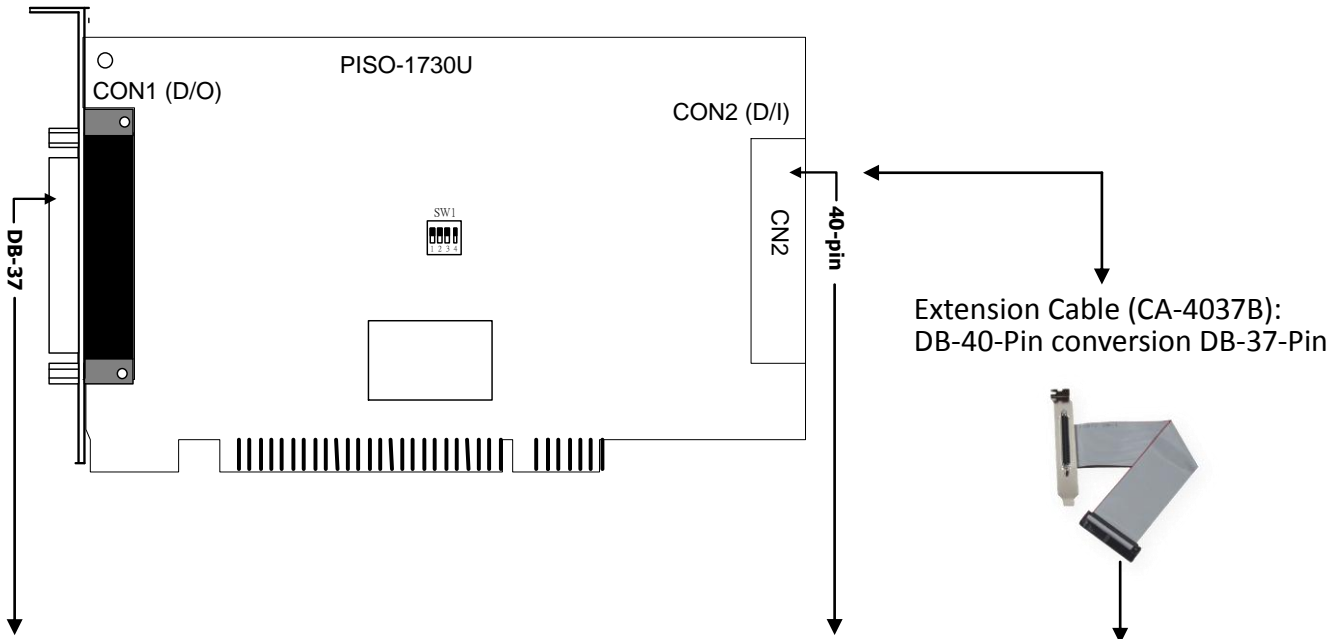 PISO-1730U
CON1 (D/O)
CON2 (D/I)
SW1
1 2 3 4
CN2
DB-37
40-pin
Extension Cable (CA-4037B):
DB-40-Pin conversion DB-37-Pin